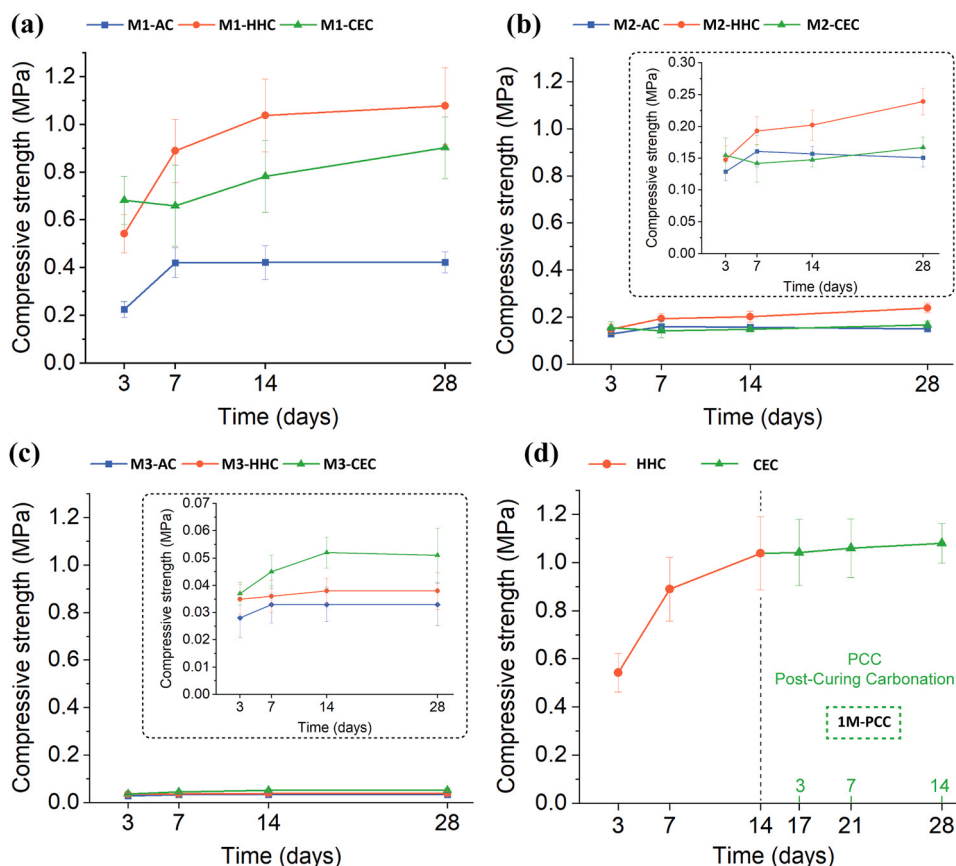 (a)
M1-AC M1-HHC M1-CEC
Compressive strength (MPa)
1.2
1.0
0.8
0.6
0.4
0.2
0.0
3 7 14 28
Time (days)
(b)
M2-AC M2-HHC M2-CEC
Compressive strength (MPa)
1.2
1.0
0.8
0.6
0.4
0.2
0.0
3 7 14 28
Time (days)
Compressive strength (MPa)
0.30
0.25
0.20
0.15
0.10
0.05
0.00
3 7 14 28
Time (days)
(c)
M3-AC M3-HHC M3-CEC
Compressive strength (MPa)
1.2
1.0
0.8
0.6
0.4
0.2
0.0
3 7 14 28
Time (days)
Compressive strength (MPa)
0.07
0.06
0.05
0.04
0.03
0.02
0.01
0.00
3 7 14 28
Time (days)
(d)
HHC CEC
Compressive strength (MPa)
1.2
1.0
0.8
0.6
0.4
0.2
0.0
PCC
Post-Curing Carbonation
1M-PCC
3 7 14
3 7 14 17 21 28
Time (days)